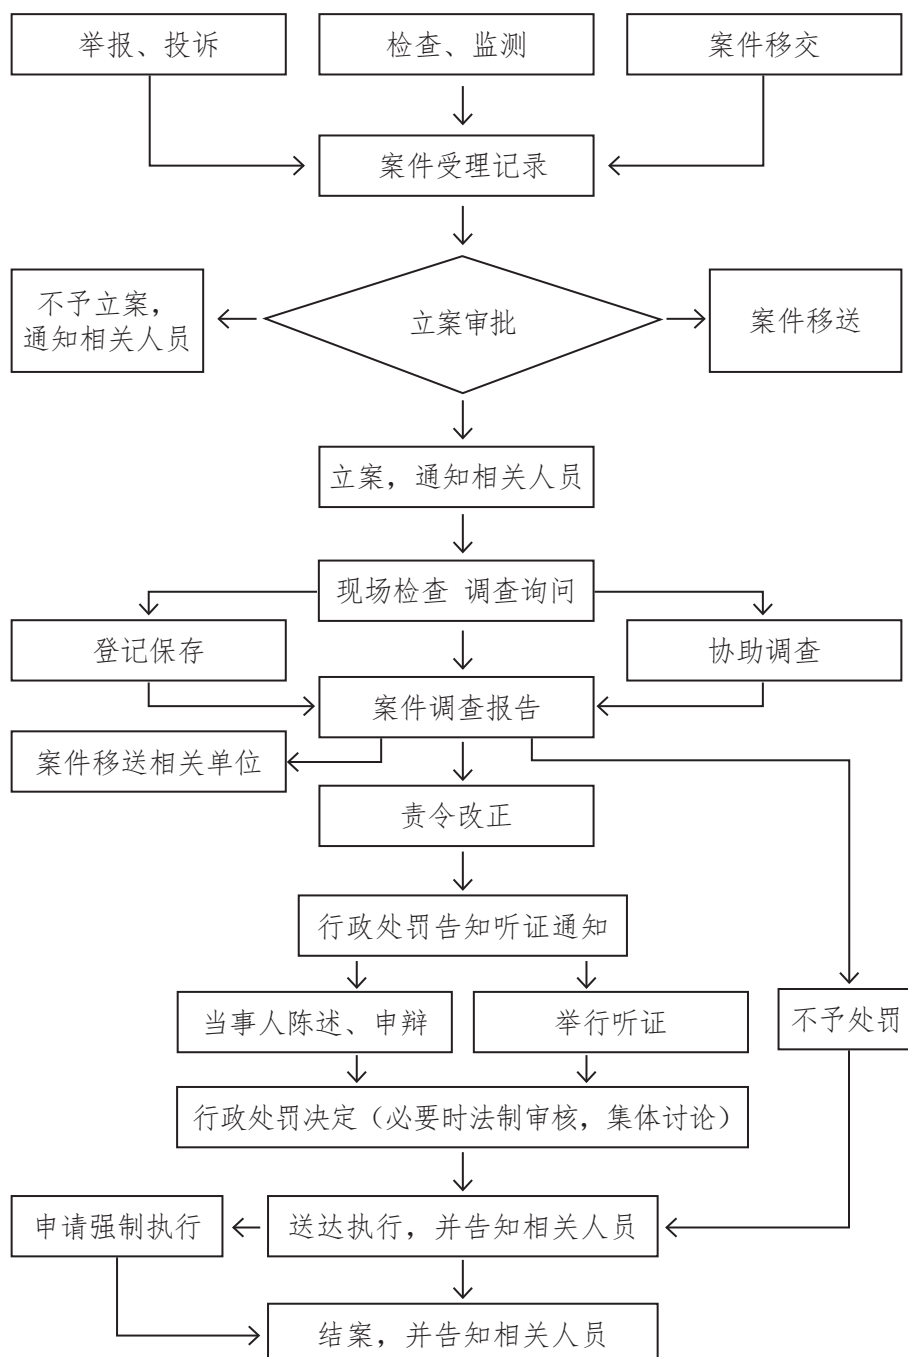 举报、投诉
检查、监测
案件移交
案件受理记录
不予立案，
通知相关人员
立案审批
案件移送
立案，通知相关人员
现场检查 调查询问
登记保存
协助调查
案件调查报告
案件移送相关单位
责令改正
行政处罚告知听证通知
当事人陈述、申辩
举行听证
不予处罚
行政处罚决定（必要时法制审核，集体讨论）
申请强制执行
送达执行，并告知相关人员
结案，并告知相关人员